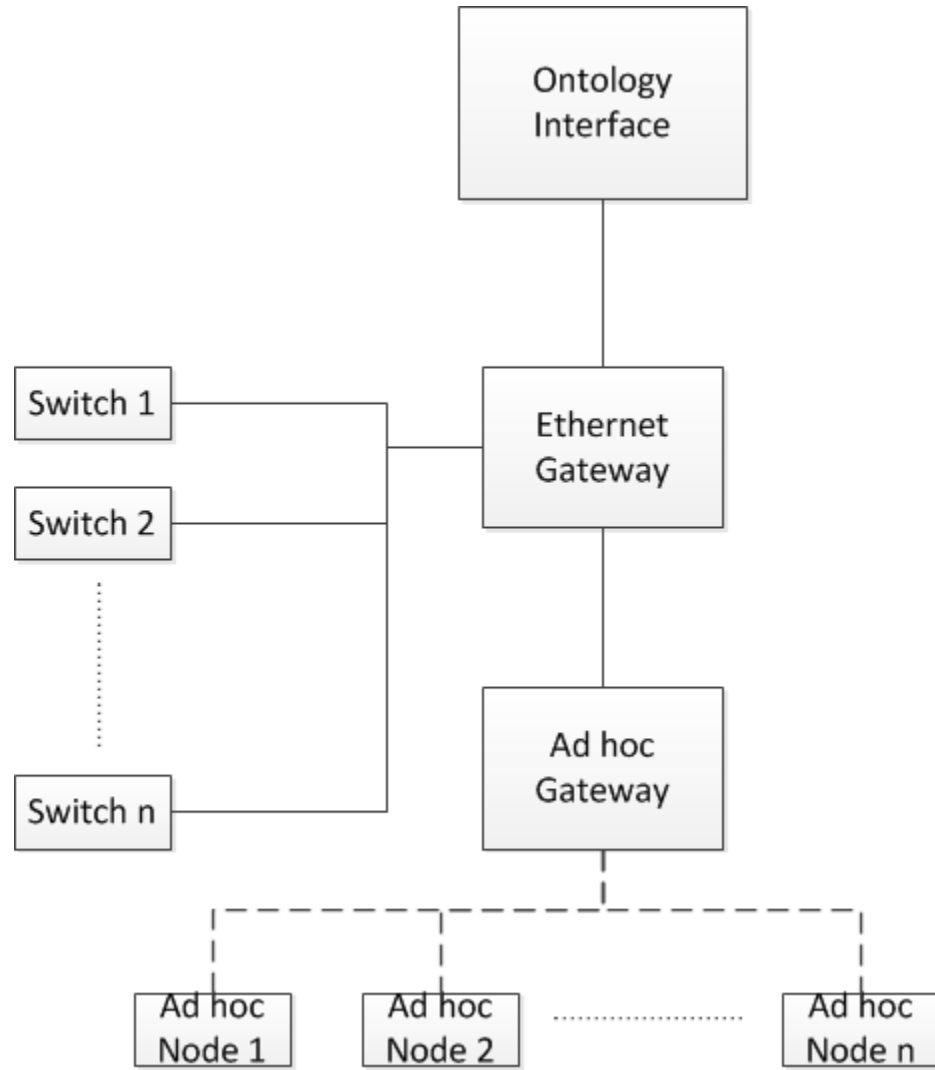 Ontology
Interface
Switch 1
Ethernet
Gateway
Switch 2
Ad hoc
Gateway
Switch n
Ad hoc
Node 1
Ad hoc
Node 2
Ad hoc
Node n